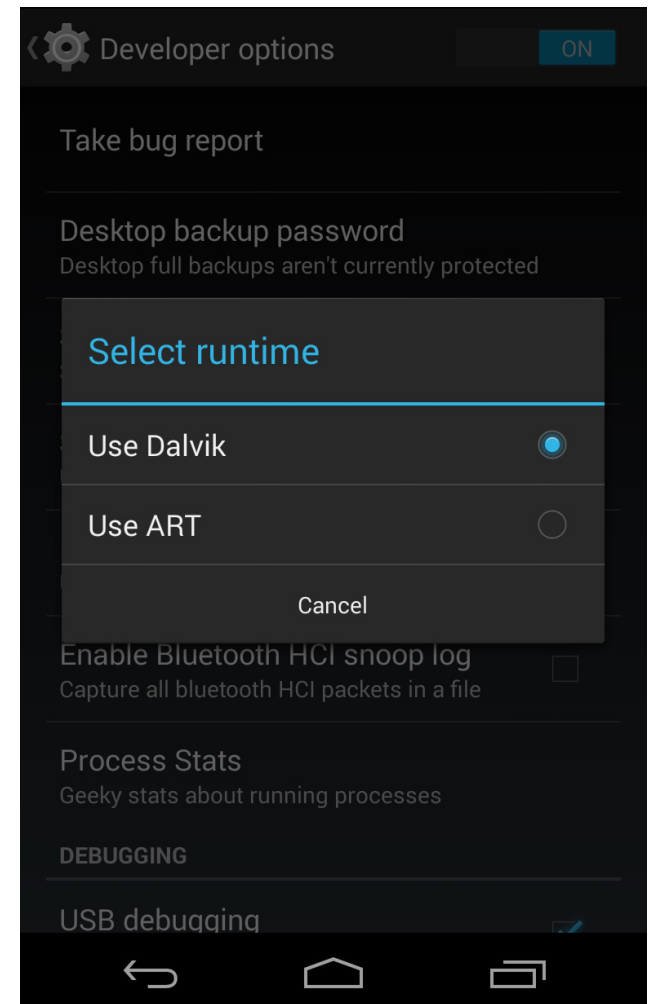 Developer options
ON
Take bug report
Desktop backup password
Desktop full backups aren't currently protected
Select runtime
Use Dalvik
Use ART
Cancel
Enable Bluetooth HCI snoop log
Capture all bluetooth HCI packets in a file
Process Stats
Geeky stats about running processes
DEBUGGING
USB debugging